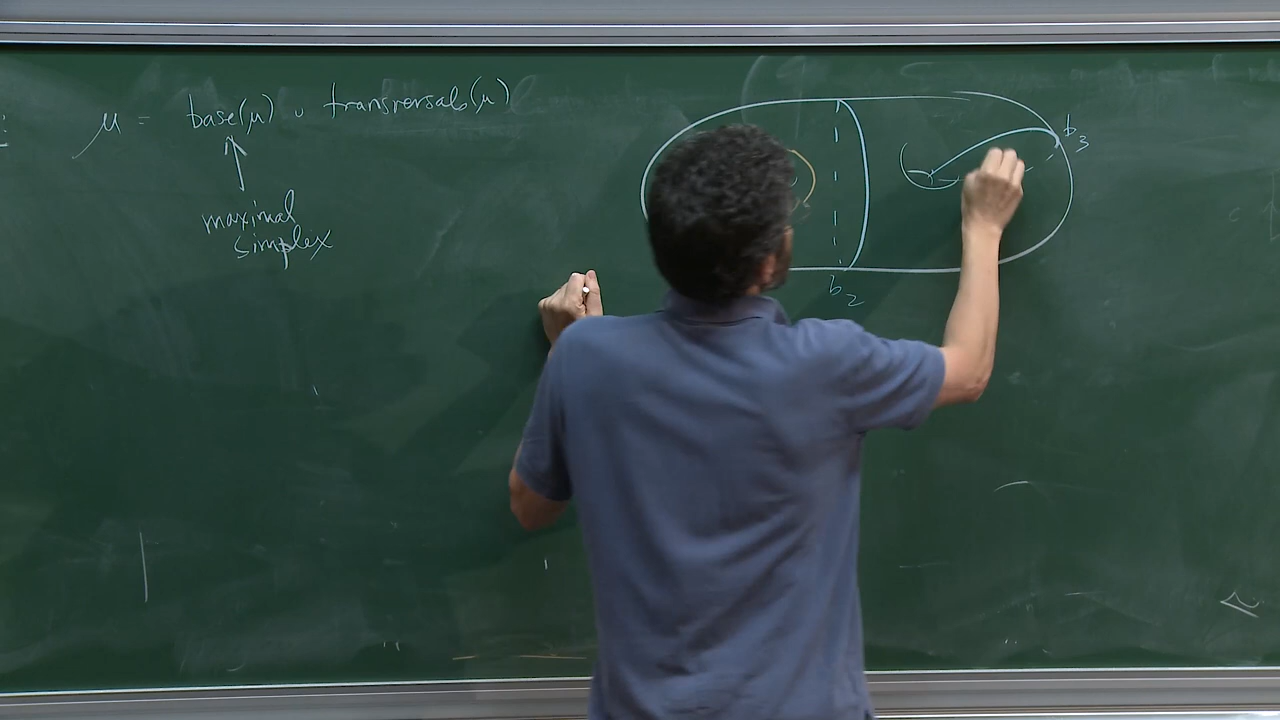 μ = base(μ) ∪ transversals(μ)
maximal
simplex
b₃
b₂